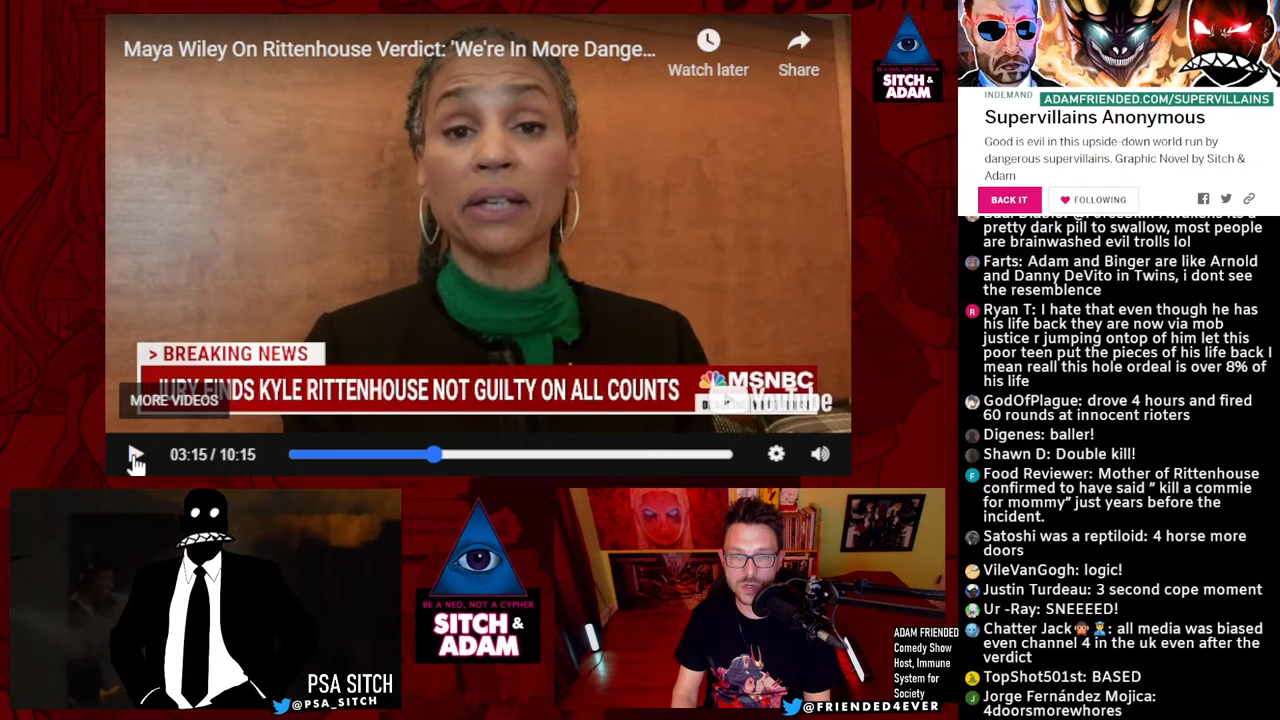 Maya Wiley On Rittenhouse Verdict: 'We're In More Dange...
Watch later
Share
> BREAKING NEWS
JURY FINDS KYLE RITTENHOUSE NOT GUILTY ON ALL COUNTS
MSNBC
YouTube
MORE VIDEOS
03:15 / 10:15
BE A NEO, NOT A CYPHER
SITCH &
ADAM
INDEMAND
ADAMFRIENDED.COM/SUPERVILLAINS
Supervillains Anonymous
Good is evil in this upside-down world run by
dangerous supervillains. Graphic Novel by Sitch &
Adam
BACK IT
FOLLOWING
pretty dark pill to swallow, most people
are brainwashed evil trolls lol
Farts: Adam and Binger are like Arnold
and Danny DeVito in Twins, i dont see
the resemblence
Ryan T: I hate that even though he has
his life back they are now via mob
justice r jumping ontop of him let this
poor teen put the pieces of his life back I
mean reall this hole ordeal is over 8% of
his life
GodOfPlague: drove 4 hours and fired
60 rounds at innocent rioters
Digenes: baller!
Shawn D: Double kill!
Food Reviewer: Mother of Rittenhouse
confirmed to have said " kill a commie
for mommy" just years before the
incident.
Satoshi was a reptiloid: 4 horse more
doors
VileVanGogh: logic!
Justin Turdeau: 3 second cope moment
Ur -Ray: SNEEEED!
Chatter Jack🙊👮: all media was biased
even channel 4 in the uk even after the
verdict
TopShot501st: BASED
Jorge Fernández Mojica:
4doorsmorewhores
PSA SITCH
@PSA_SITCH
BE A NEO, NOT A CYPHER
SITCH &
ADAM
ADAM FRIENDED
Comedy Show
Host, Immune
System for
Society
@FRIENDED4EVER